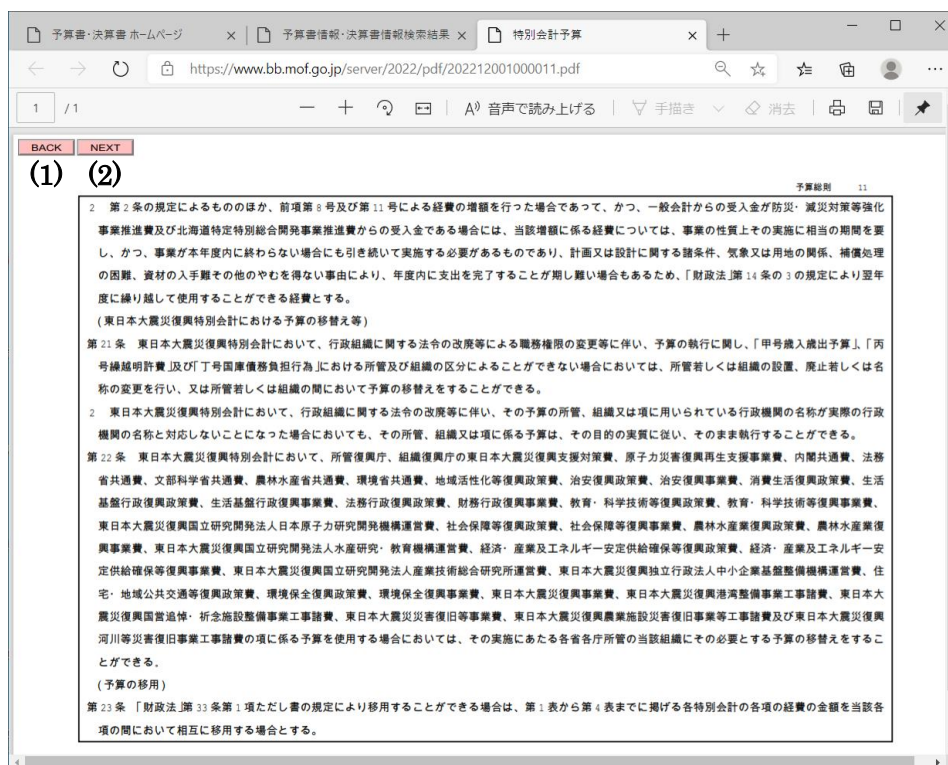 予算書・決算書 ホームページ
予算書情報・決算書情報検索結果
特別会計予算
https://www.bb.mof.go.jp/server/2022/pdf/202212001000011.pdf
1 / 1
音声で読み上げる
手描き
消去
BACK NEXT
(1) (2)
予算総則 11
2 第2条の規定によるもののほか、前項第8号及び第11号による経費の増額を行った場合であって、かつ、一般会計からの受入金が防災・減災対策等強化
事業推進費及び北海道特定特別総合開発事業推進費からの受入金である場合には、当該増額に係る経費については、事業の性質上その実施に相当の期間を要
し、かつ、事業が本年度内に終わらない場合にも引き続いて実施する必要があるものであり、計画又は設計に関する諸条件、気象又は用地の関係、補償処理
の困難、資材の入手難その他のやむを得ない事由により、年度内に支出を完了することが期し難い場合もあるため、「財政法」第14条の3の規定により翌年
度に繰り越して使用することができる経費とする。
(東日本大震災復興特別会計における予算の移替え等)
第21条 東日本大震災復興特別会計において、行政組織に関する法令の改廃等による職務権限の変更等に伴い、予算の執行に関し、「甲号歳入歳出予算」、「丙
号繰越明許費」及び「丁号国庫債務負担行為」における所管及び組織の区分によることができない場合においては、所管若しくは組織の設置、廃止若しくは名
称の変更を行い、又は所管若しくは組織の間において予算の移替えをすることができる。
2 東日本大震災復興特別会計において、行政組織に関する法令の改廃等に伴い、その予算の所管、組織又は項に用いられている行政機関の名称が実際の行政
機関の名称と対応しないことになった場合においても、その所管、組織又は項に係る予算は、その目的の実質に従い、そのまま執行することができる。
第22条 東日本大震災復興特別会計において、所管復興庁、組織復興庁の東日本大震災復興支援対策費、原子力災害復興再生支援事業費、内閣共通費、法務
省共通費、文部科学省共通費、農林水産省共通費、環境省共通費、地域活性化等復興政策費、治安復興政策費、治安復興事業費、消費生活復興政策費、生活
基盤行政復興政策費、生活基盤行政復興事業費、法務行政復興政策費、財務行政復興事業費、教育・科学技術等復興政策費、教育・科学技術等復興事業費、
東日本大震災復興国立研究開発法人日本原子力研究開発機構運営費、社会保障等復興政策費、社会保障等復興事業費、農林水産業復興政策費、農林水産業復
興事業費、東日本大震災復興国立研究開発法人水産研究・教育機構運営費、経済・産業及エネルギー安定供給確保等復興政策費、経済・産業及エネルギー安
定供給確保等復興事業費、東日本大震災復興国立研究開発法人産業技術総合研究所運営費、東日本大震災復興独立行政法人中小企業基盤整備機構運営費、住
宅・地域公共交通等復興政策費、環境保全復興政策費、環境保全復興事業費、東日本大震災復興事業費、東日本大震災復興港湾整備事業工事諸費、東日本大
震災復興国営追悼・祈念施設整備事業工事諸費、東日本大震災災害復旧等事業費、東日本大震災復興農業施設災害復旧事業等工事諸費及び東日本大震災復興
河川等災害復旧事業工事諸費の項に係る予算を使用する場合においては、その実施にあたる各省各庁所管の当該組織にその必要とする予算の移替えをするこ
とができる。
(予算の移用)
第23条 「財政法」第33条第1項ただし書の規定により移用することができる場合は、第1表から第4表までに掲げる各特別会計の各項の経費の金額を当該各
項の間において相互に移用する場合とする。